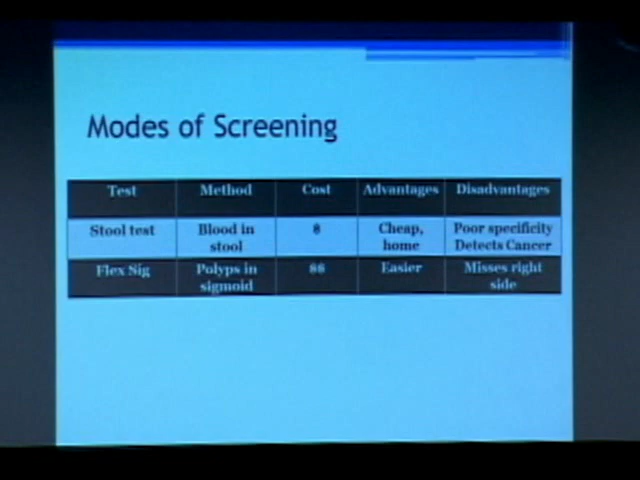 Modes of Screening
Test Method Cost Advantages Disadvantages
Stool test Blood in stool $ Cheap, home Poor specificity Detects Cancer
Flex Sig Polyps in sigmoid $$ Easier Misses right side